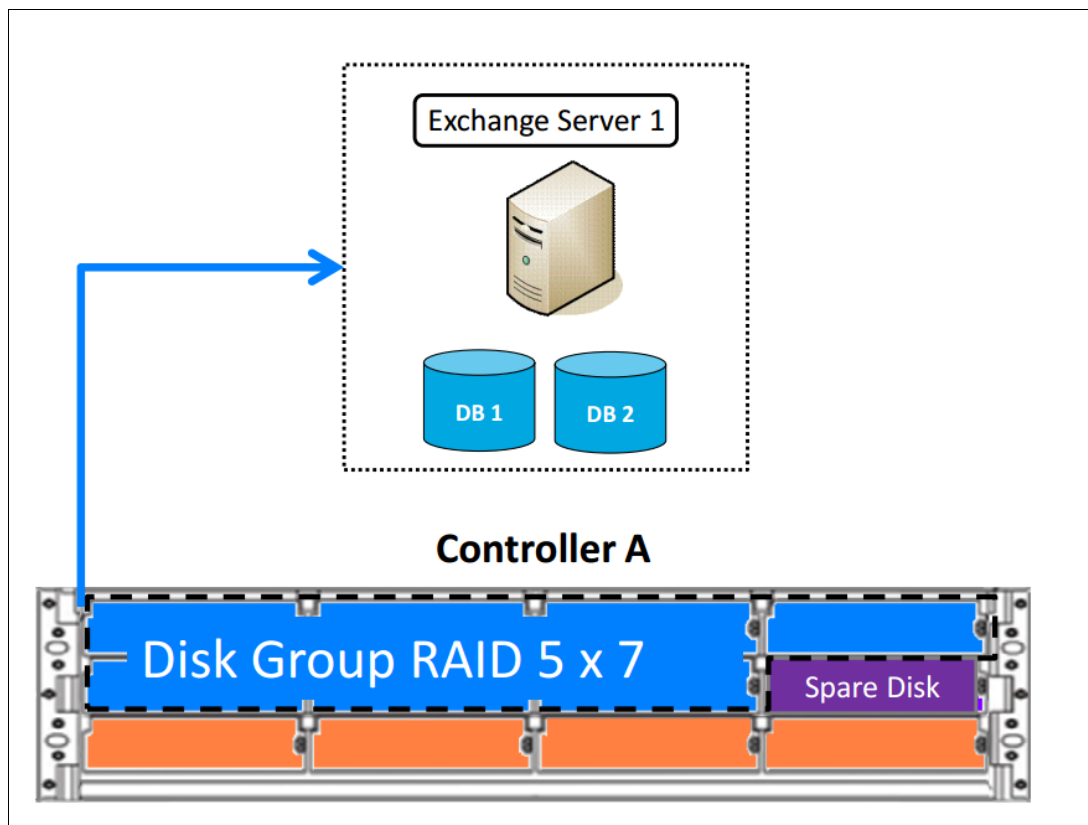 Exchange Server 1
DB 1
DB 2
Controller A
Disk Group RAID 5 x 7
Spare Disk